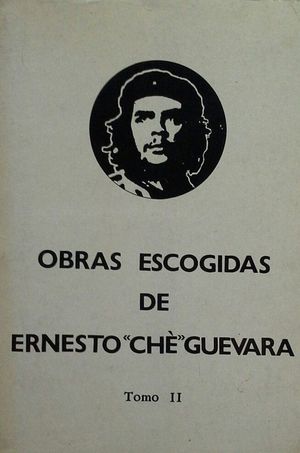 OBRAS ESCOGIDAS
DE
ERNESTO «CHÈ» GUEVARA
Tomo II